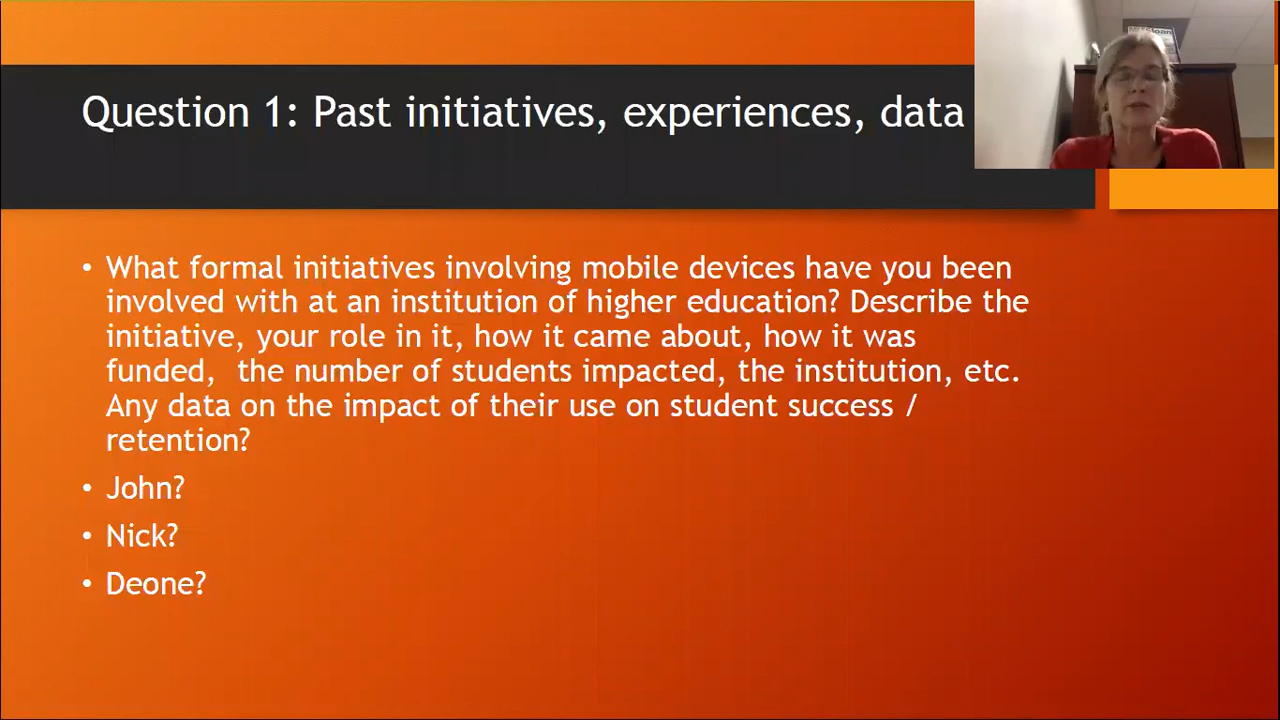 Question 1: Past initiatives, experiences, data
• What formal initiatives involving mobile devices have you been
involved with at an institution of higher education? Describe the
initiative, your role in it, how it came about, how it was
funded,  the number of students impacted, the institution, etc.
Any data on the impact of their use on student success /
retention?
• John?
• Nick?
• Deone?